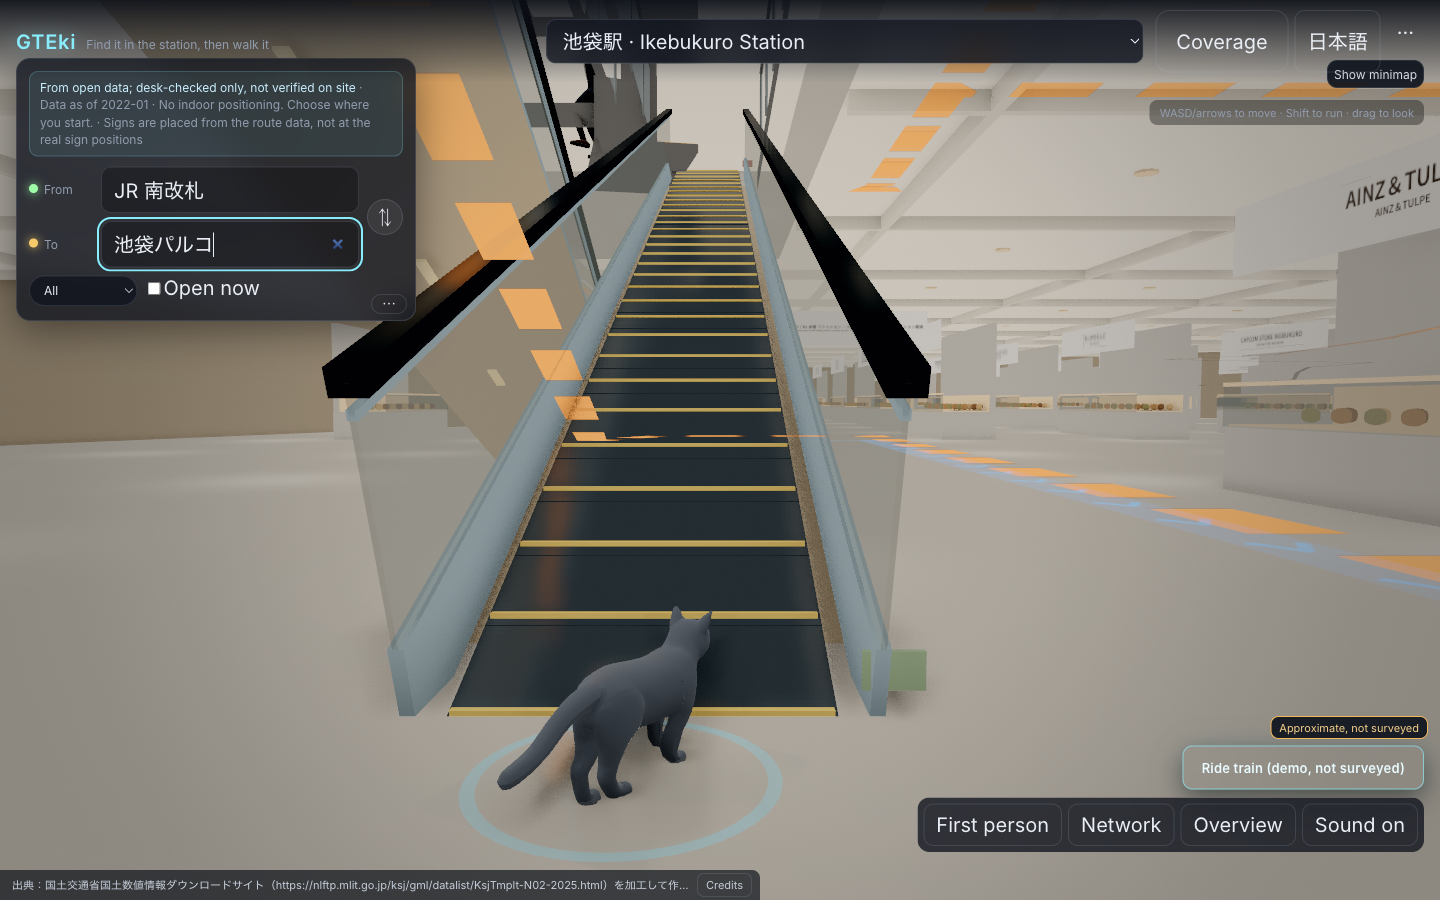 GTEki Find it in the station, then walk it
池袋駅 · Ikebukuro Station
Coverage
日本語
...
Show minimap
WASD/arrows to move · Shift to run · drag to look
From open data; desk-checked only, not verified on site ·
Data as of 2022-01 · No indoor positioning. Choose where
you start. · Signs are placed from the route data, not at the
real sign positions
From
JR 南改札
To
池袋パルコ
All
Open now
...
AINZ & TUL
AINZ & TULPE
Approximate, not surveyed
Ride train (demo, not surveyed)
First person
Network
Overview
Sound on
出典：国土交通省国土数値情報ダウンロードサイト（https://nlftp.mlit.go.jp/ksj/gml/datalist/KsjTmplt-N02-2025.html）を加工して作...
Credits